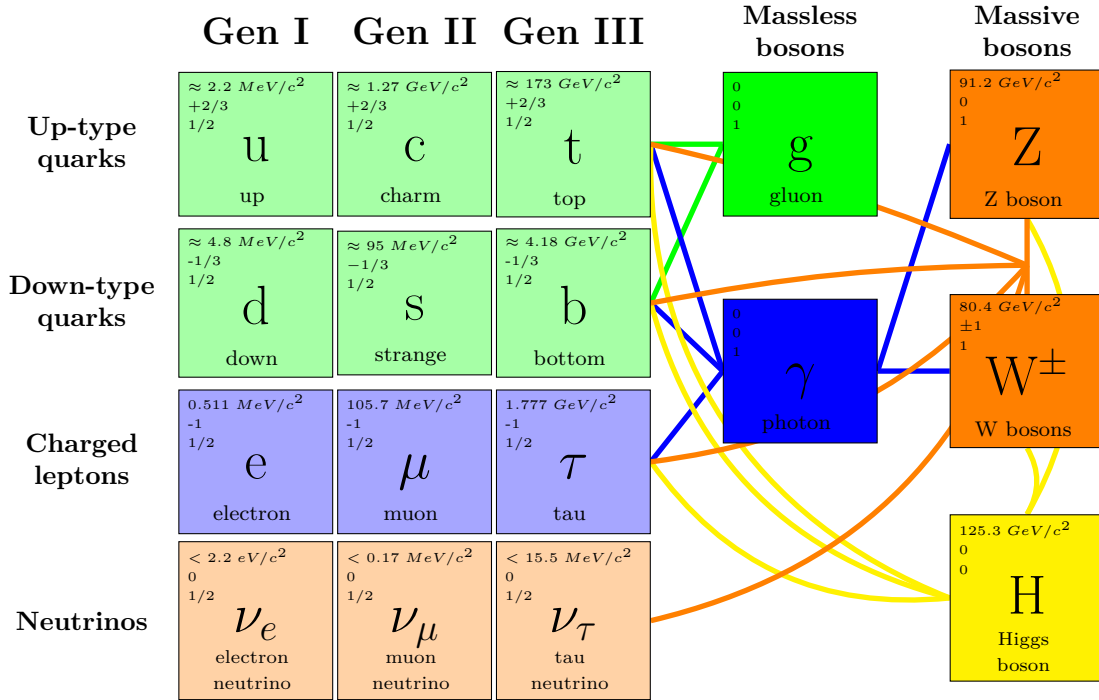 Gen I
Gen II
Gen III
Massless
bosons
Massive
bosons
Up-type
quarks
≈ 2.2 MeV/c²
+2/3
1/2
u
up
≈ 1.27 GeV/c²
+2/3
1/2
c
charm
≈ 173 GeV/c²
+2/3
1/2
t
top
0
0
1
g
gluon
91.2 GeV/c²
0
1
Z
Z boson
Down-type
quarks
≈ 4.8 MeV/c²
-1/3
1/2
d
down
≈ 95 MeV/c²
−1/3
1/2
s
strange
≈ 4.18 GeV/c²
-1/3
1/2
b
bottom
0
0
1
γ
photon
80.4 GeV/c²
±1
1
W±
W bosons
Charged
leptons
0.511 MeV/c²
-1
1/2
e
electron
105.7 MeV/c²
-1
1/2
μ
muon
1.777 GeV/c²
-1
1/2
τ
tau
125.3 GeV/c²
0
0
H
Higgs
boson
Neutrinos
< 2.2 eV/c²
0
1/2
νe
electron
neutrino
< 0.17 MeV/c²
0
1/2
νμ
muon
neutrino
< 15.5 MeV/c²
0
1/2
ντ
tau
neutrino